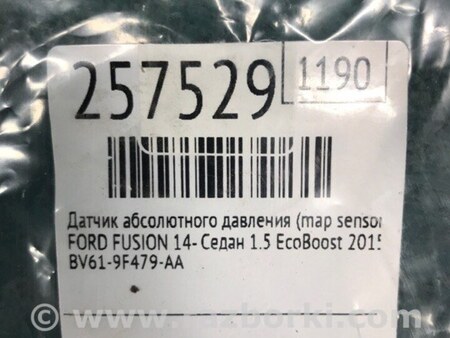 257529
1190
Датчик абсолютного давления (map sensor
FORD FUSION 14- Седан 1.5 EcoBoost 2015
BV61-9F479-AA